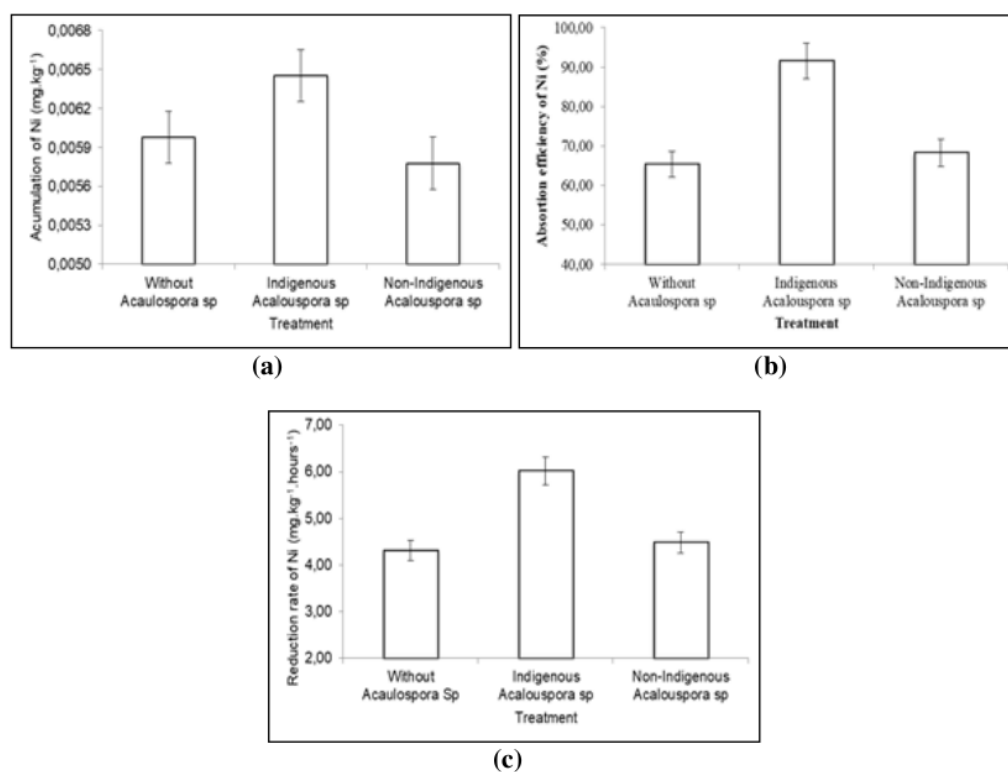 0,0068
0,0065
0,0062
0,0059
0,0056
0,0053
0,0050
Acumulation of Ni (mg.kg⁻¹)
Without Acaulospora sp
Indigenous Acalouspora sp
Non-Indigenous Acalouspora sp
Treatment
(a)
100,00
90,00
80,00
70,00
60,00
50,00
40,00
Absortion efficiency of Ni (%)
Without Acaulospora sp
Indigenous Acalouspora sp
Non-Indigenous Acalouspora sp
Treatment
(b)
7,00
6,00
5,00
4,00
3,00
2,00
Reduction rate of Ni (mg.kg⁻¹.hours⁻¹)
Without Acaulospora Sp
Indigenous Acalouspora sp
Non-Indigenous Acalouspora sp
Treatment
(c)